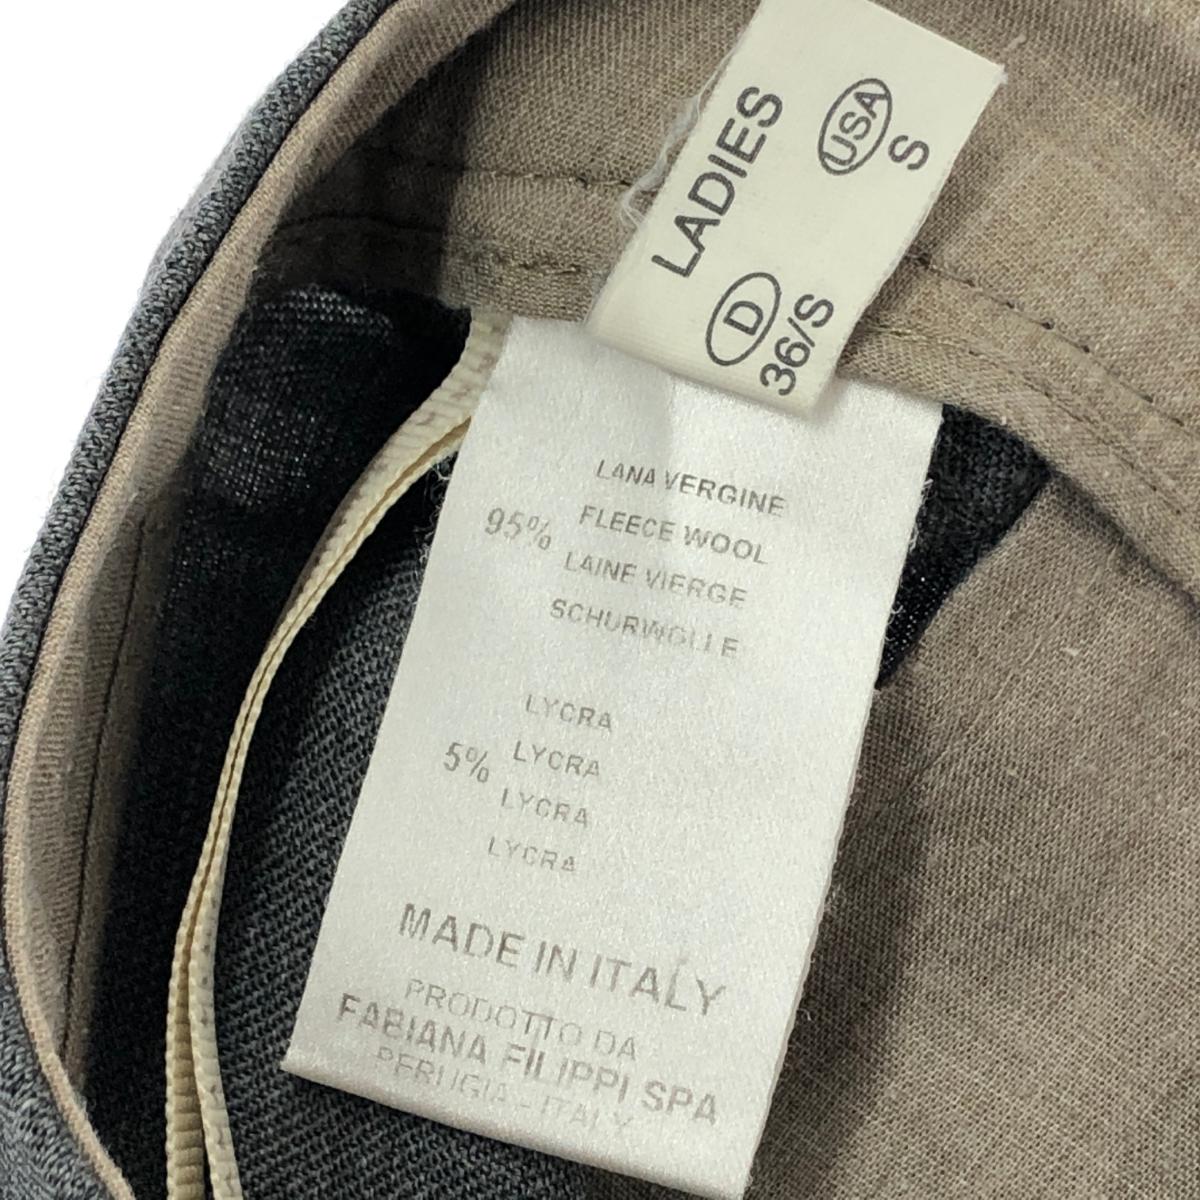 LADIES
USA
S
D
36/S
LANA VERGINE
95% FLEECE WOOL
LAINE VIERGE
SCHURWOLLE
LYCRA
5% LYCRA
LYCRA
LYCRA
MADE IN ITALY
PRODOTTO DA
FABIANA FILIPPI SPA
PERUGIA - ITALY